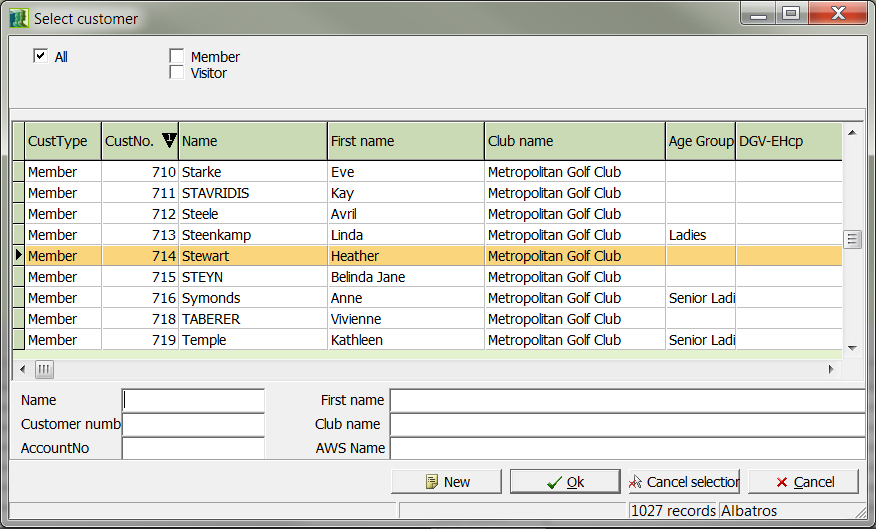 Select customer
All
Member
Visitor
CustType CustNo. 1 Name First name Club name Age Group DGV-EHcp
Member 710 Starke Eve Metropolitan Golf Club
Member 711 STAVRIDIS Kay Metropolitan Golf Club
Member 712 Steele Avril Metropolitan Golf Club
Member 713 Steenkamp Linda Metropolitan Golf Club Ladies
Member 714 Stewart Heather Metropolitan Golf Club
Member 715 STEYN Belinda Jane Metropolitan Golf Club
Member 716 Symonds Anne Metropolitan Golf Club Senior Ladi
Member 718 TABERER Vivienne Metropolitan Golf Club
Member 719 Temple Kathleen Metropolitan Golf Club Senior Ladi
Name First name
Customer numb Club name
AccountNo AWS Name
New Ok Cancel selection Cancel
1027 records Albatros